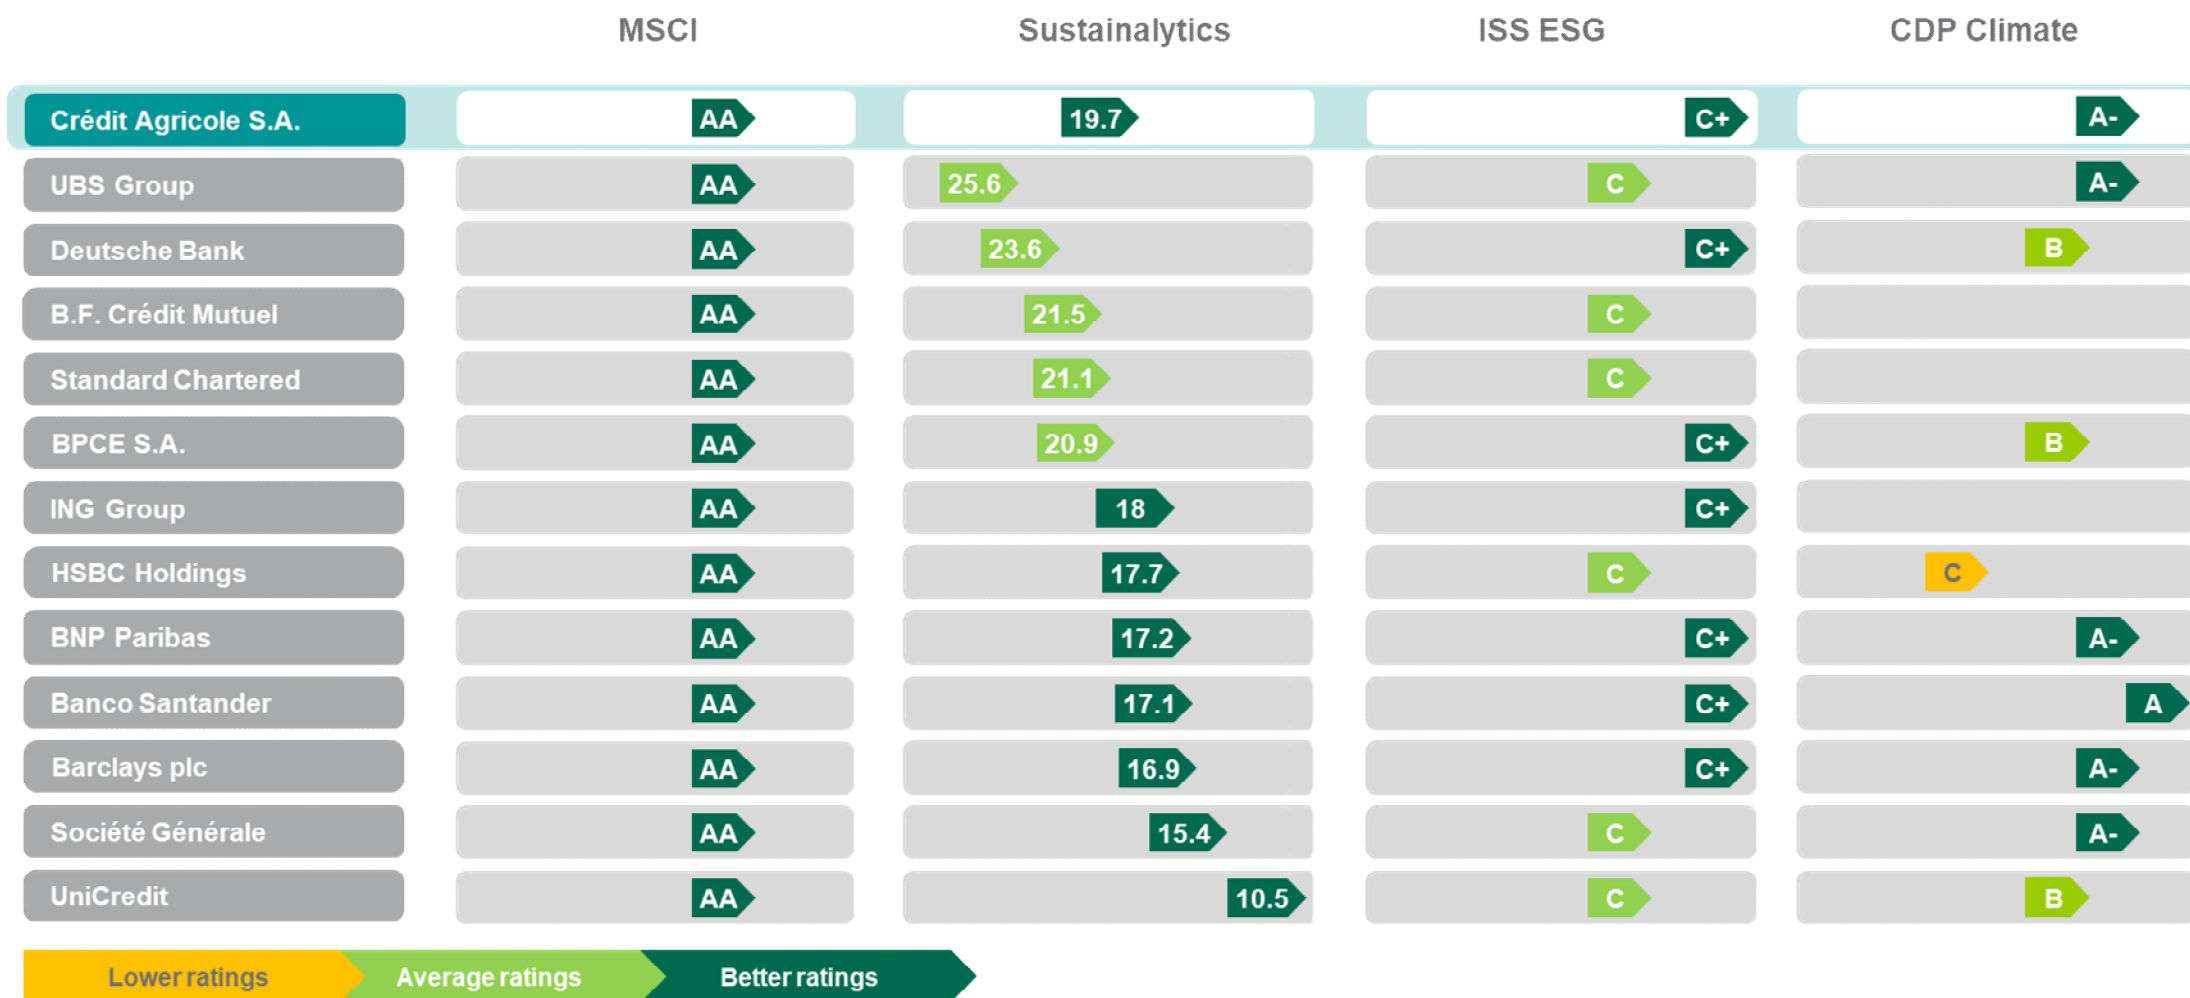 MSCI Sustainalytics ISS ESG CDP Climate
Crédit Agricole S.A. AA 19.7 C+ A-
UBS Group AA 25.6 C A-
Deutsche Bank AA 23.6 C+ B
B.F. Crédit Mutuel AA 21.5 C
Standard Chartered AA 21.1 C
BPCE S.A. AA 20.9 C+ B
ING Group AA 18 C+
HSBC Holdings AA 17.7 C C
BNP Paribas AA 17.2 C+ A-
Banco Santander AA 17.1 C+ A
Barclays plc AA 16.9 C+ A-
Société Générale AA 15.4 C A-
UniCredit AA 10.5 C B
Lower ratings Average ratings Better ratings